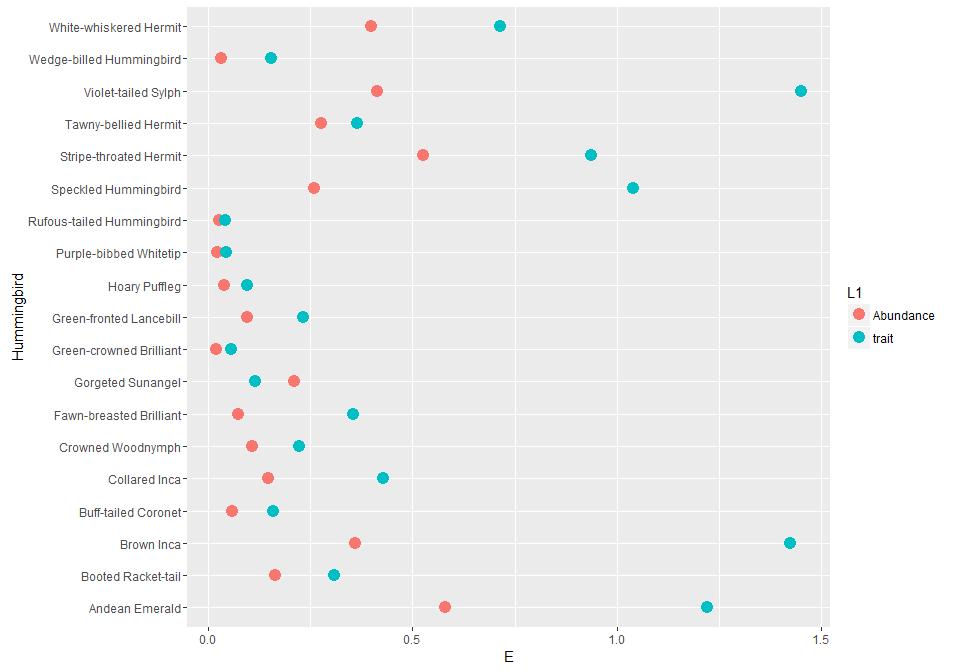 White-whiskered Hermit
Wedge-billed Hummingbird
Violet-tailed Sylph
Tawny-bellied Hermit
Stripe-throated Hermit
Speckled Hummingbird
Rufous-tailed Hummingbird
Purple-bibbed Whitetip
Hoary Puffleg
Green-fronted Lancebill
Green-crowned Brilliant
Gorgeted Sunangel
Fawn-breasted Brilliant
Crowned Woodnymph
Collared Inca
Buff-tailed Coronet
Brown Inca
Booted Racket-tail
Andean Emerald
Hummingbird
0.0 0.5 1.0 1.5
E
L1
Abundance
trait